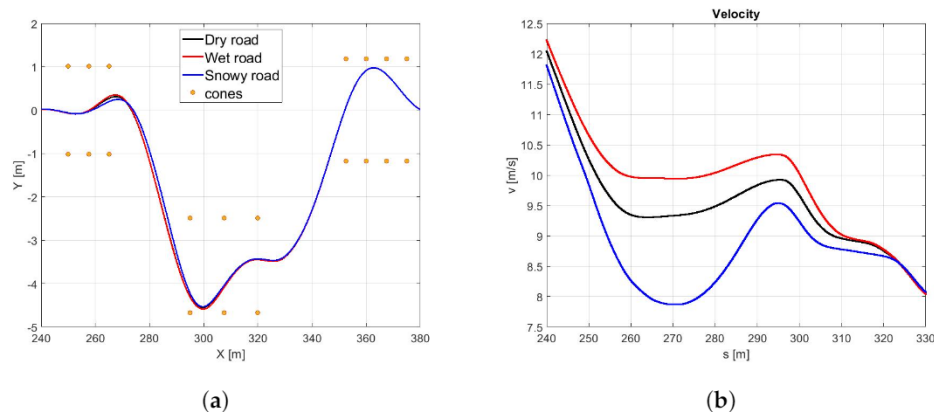 2
1
0
-1
-2
-3
-4
-5
Y [m]
240 260 280 300 320 340 360 380
X [m]
Dry road
Wet road
Snowy road
cones
(a)
Velocity
12.5
12
11.5
11
10.5
10
9.5
9
8.5
8
7.5
v [m/s]
240 250 260 270 280 290 300 310 320 330
s [m]
(b)